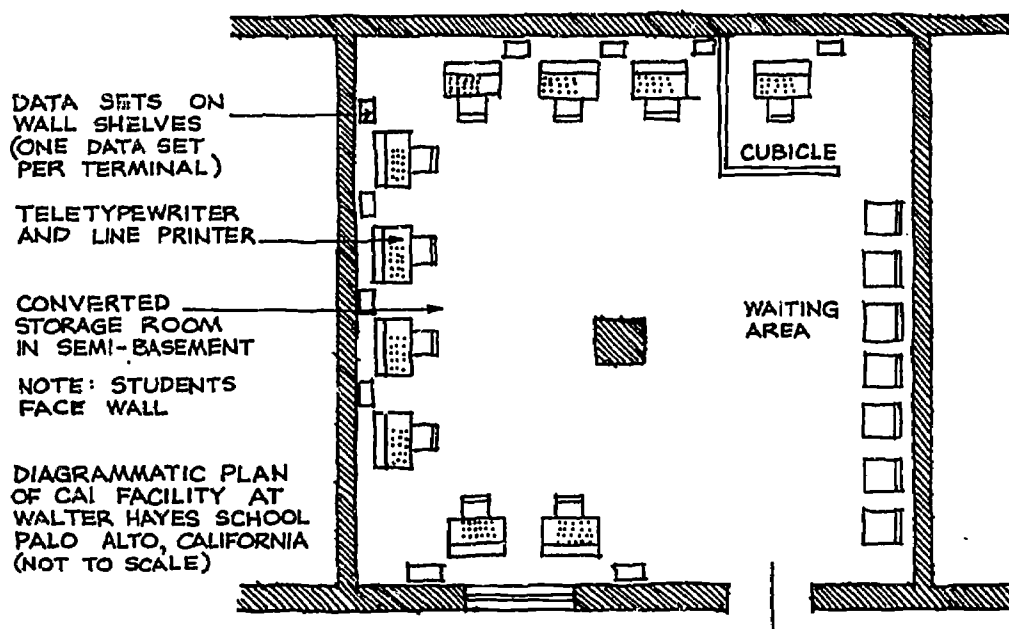 DATA SETS ON
WALL SHELVES
(ONE DATA SET
PER TERMINAL)
TELETYPEWRITER
AND LINE PRINTER
CONVERTED
STORAGE ROOM
IN SEMI-BASEMENT
NOTE: STUDENTS
FACE WALL
DIAGRAMMATIC PLAN
OF CAI FACILITY AT
WALTER HAYES SCHOOL
PALO ALTO, CALIFORNIA
(NOT TO SCALE)
CUBICLE
WAITING
AREA